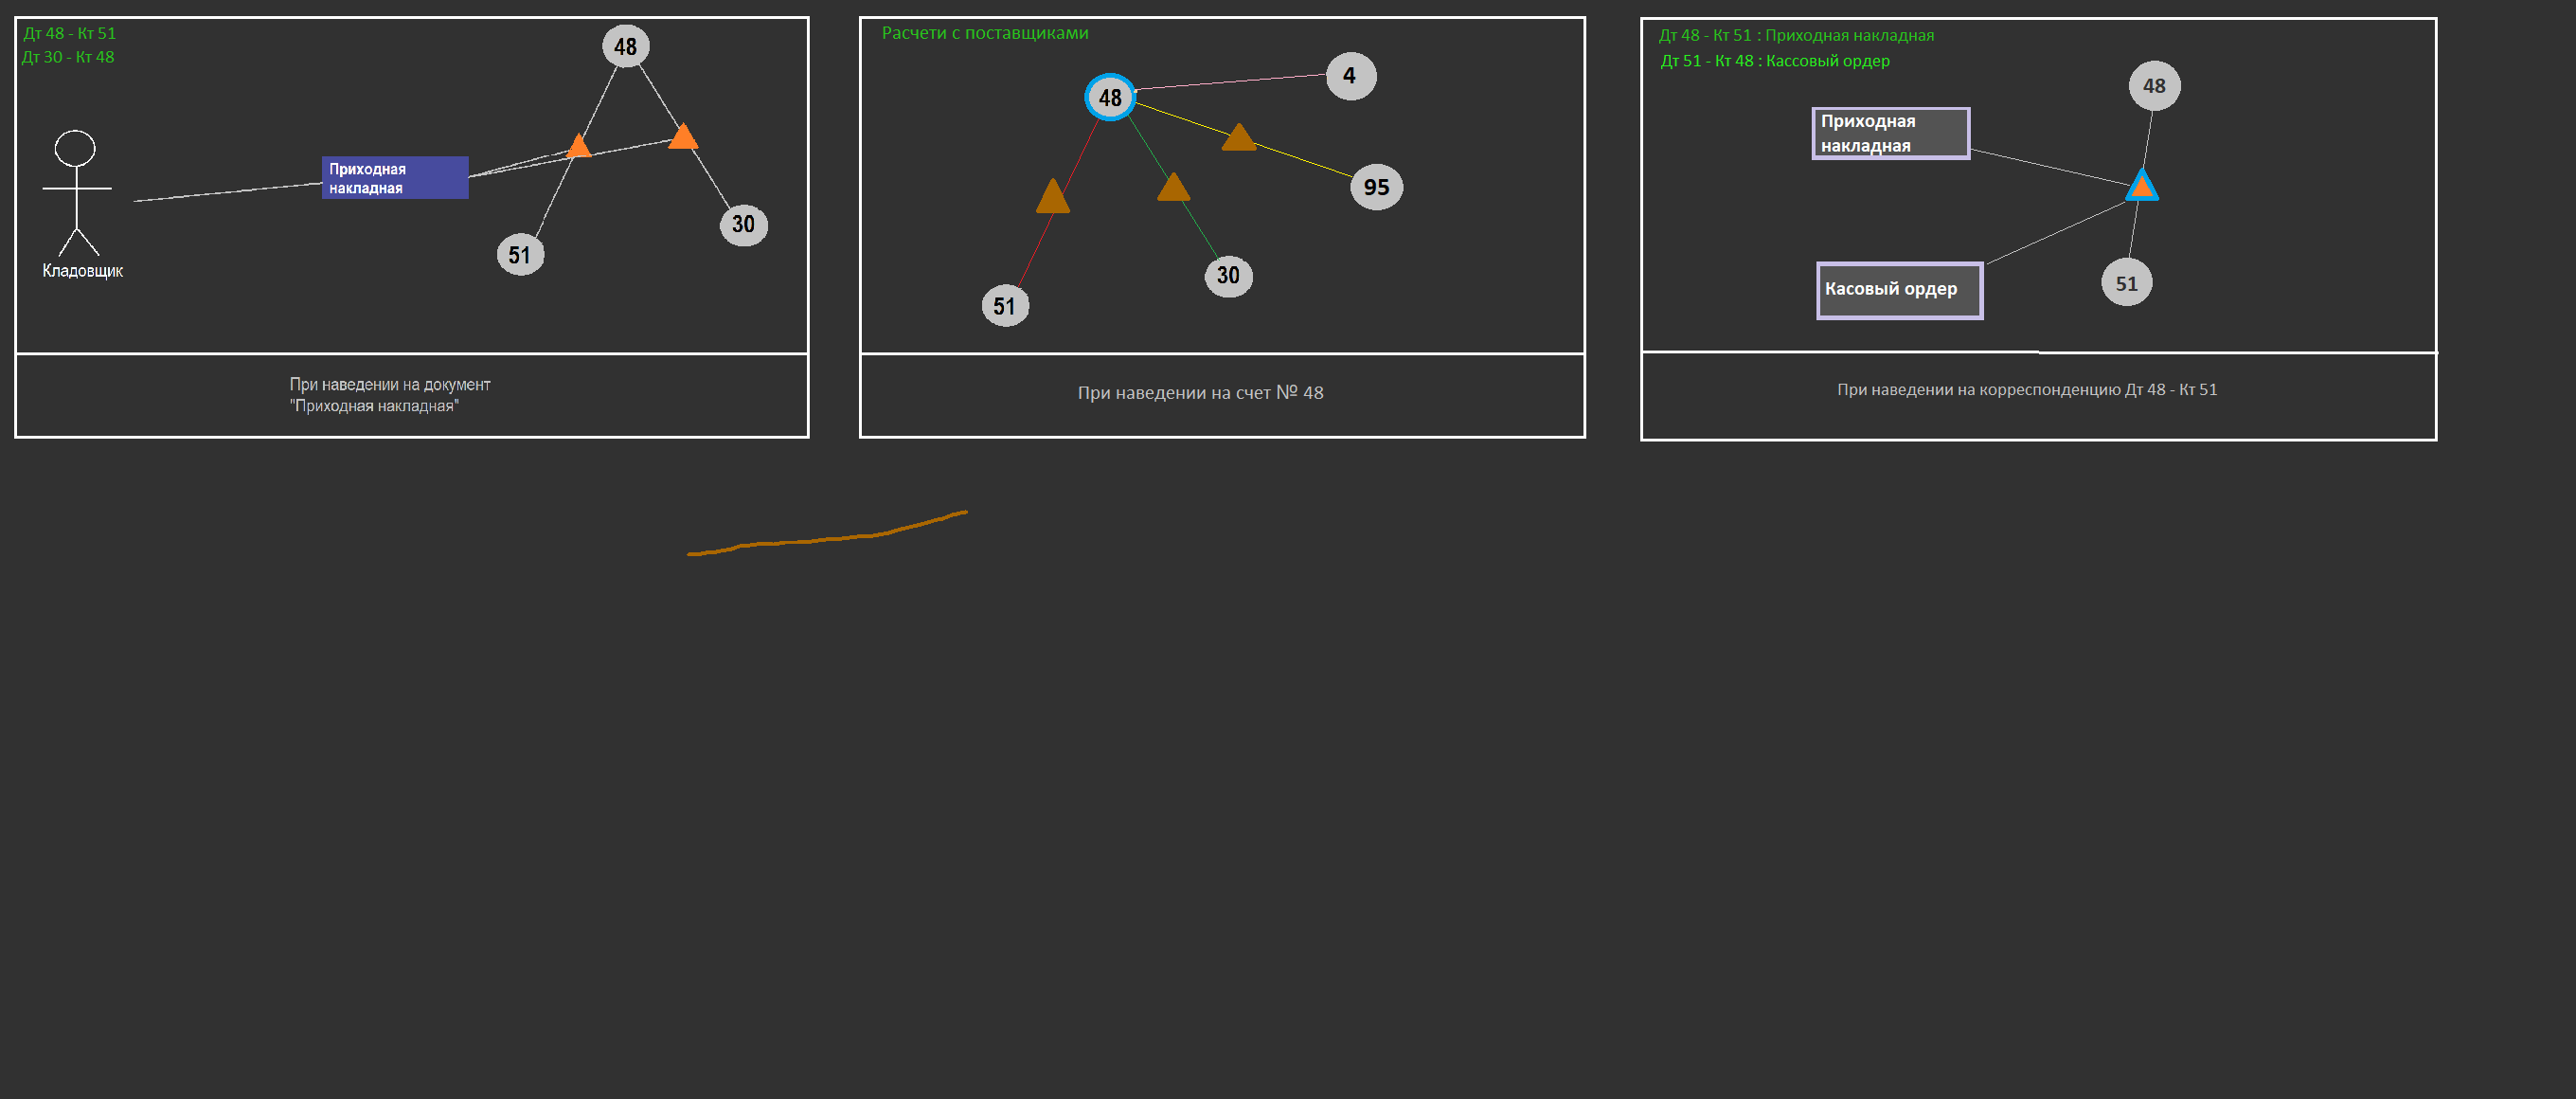 Дт 48 - Кт 51
Дт 30 - Кт 48
48
Приходная
накладная
30
51
Кладовщик
При наведении на документ
"Приходная накладная"
Расчети с поставщиками
4
48
95
30
51
При наведении на счет № 48
Дт 48 - Кт 51 : Приходная накладная
Дт 51 - Кт 48 : Кассовый ордер
48
Приходная
накладная
Касовый ордер
51
При наведении на корреспонденцию Дт 48 - Кт 51